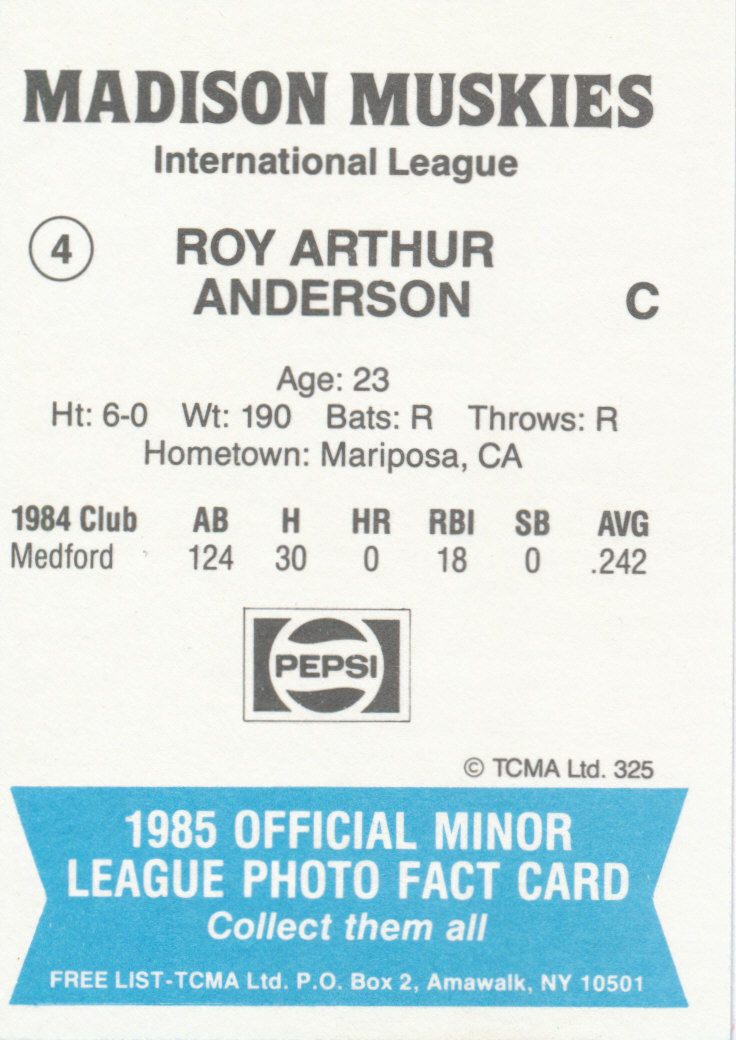 MADISON MUSKIES
International League
4
ROY ARTHUR
ANDERSON C
Age: 23
Ht: 6-0 Wt: 190 Bats: R Throws: R
Hometown: Mariposa, CA
1984 Club AB H HR RBI SB AVG
Medford 124 30 0 18 0 .242
PEPSI
© TCMA Ltd. 325
1985 OFFICIAL MINOR
LEAGUE PHOTO FACT CARD
Collect them all
FREE LIST-TCMA Ltd. P.O. Box 2, Amawalk, NY 10501